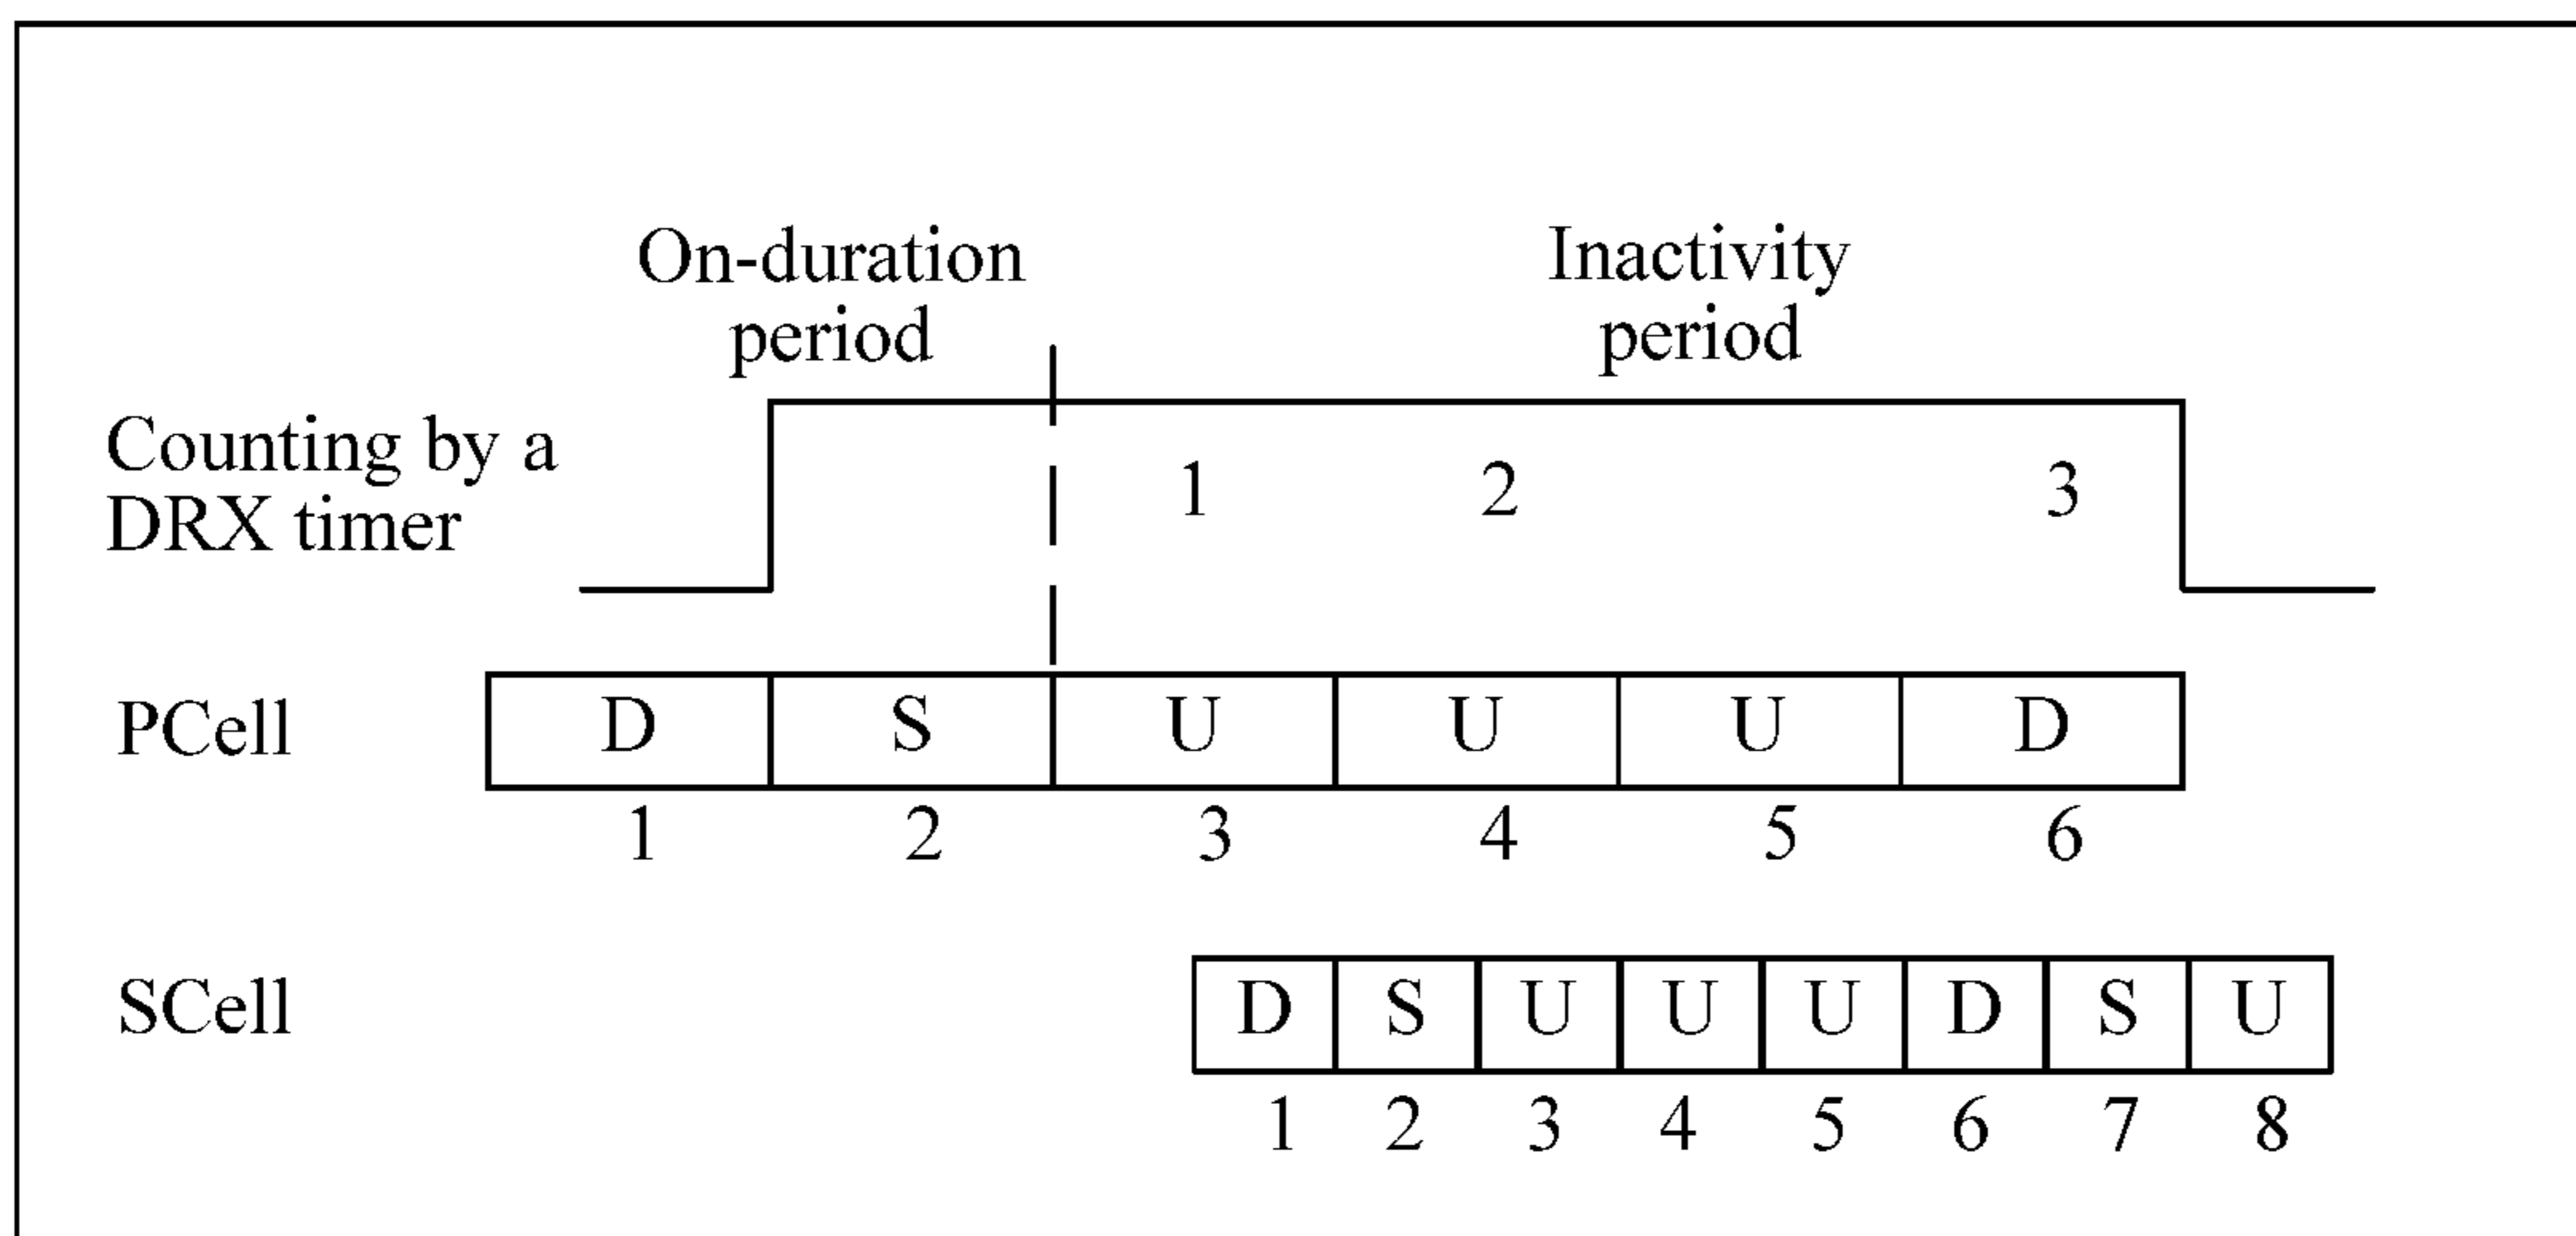 On-duration
period
Inactivity
period
Counting by a
DRX timer
1 2 3
PCell D S U U U D
1 2 3 4 5 6
SCell D S U U U D S U
1 2 3 4 5 6 7 8